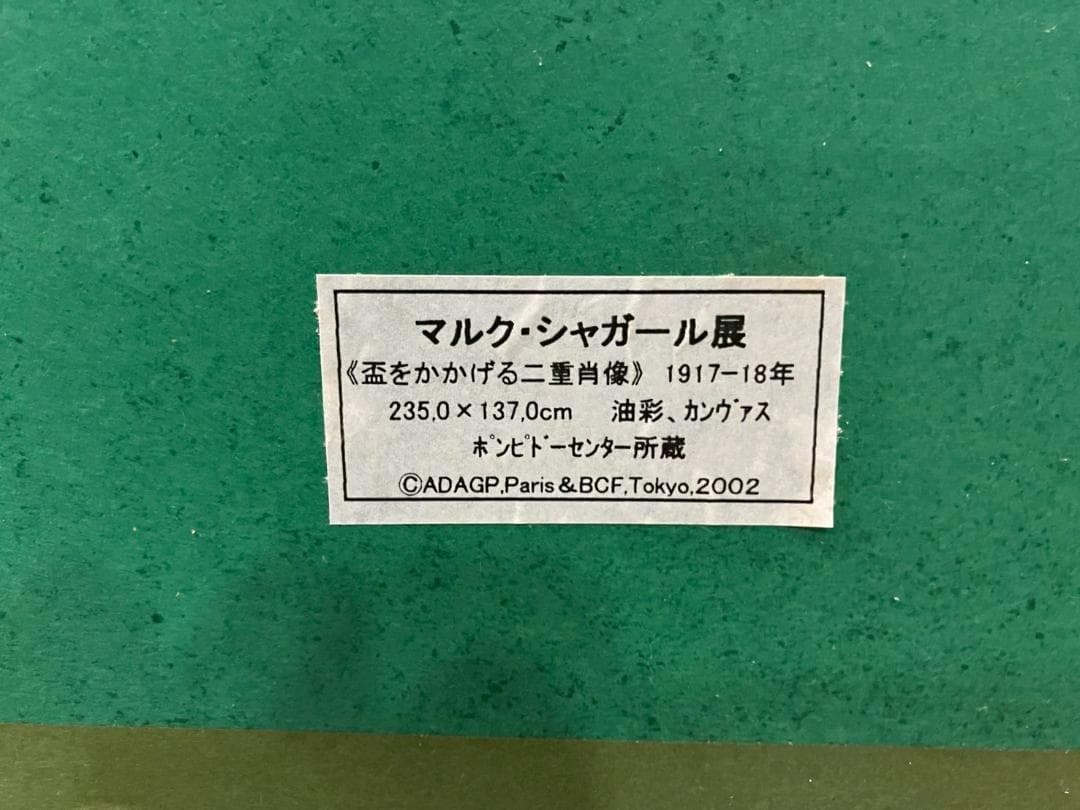 マルク・シャガール展
《盃をかかげる二重肖像》 1917-18年
235.0×137.0cm 油彩、ｶﾝｳﾞｧｽ
ﾎﾟﾝﾋﾟﾄﾞｰｾﾝﾀｰ所蔵
©ADAGP,Paris&BCF,Tokyo,2002